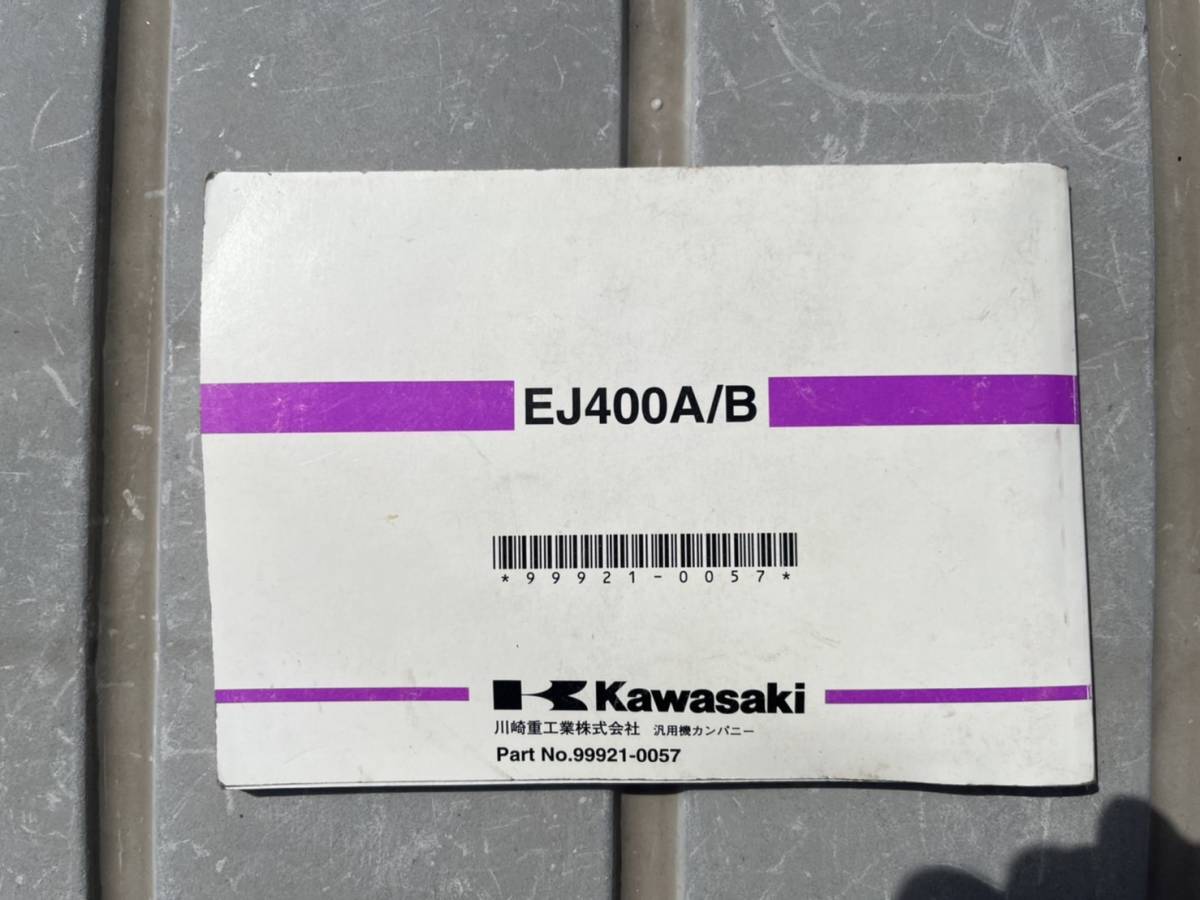 EJ400A/B
*99921-0057*
Kawasaki
川崎重工業株式会社 汎用機カンパニー
Part No.99921-0057